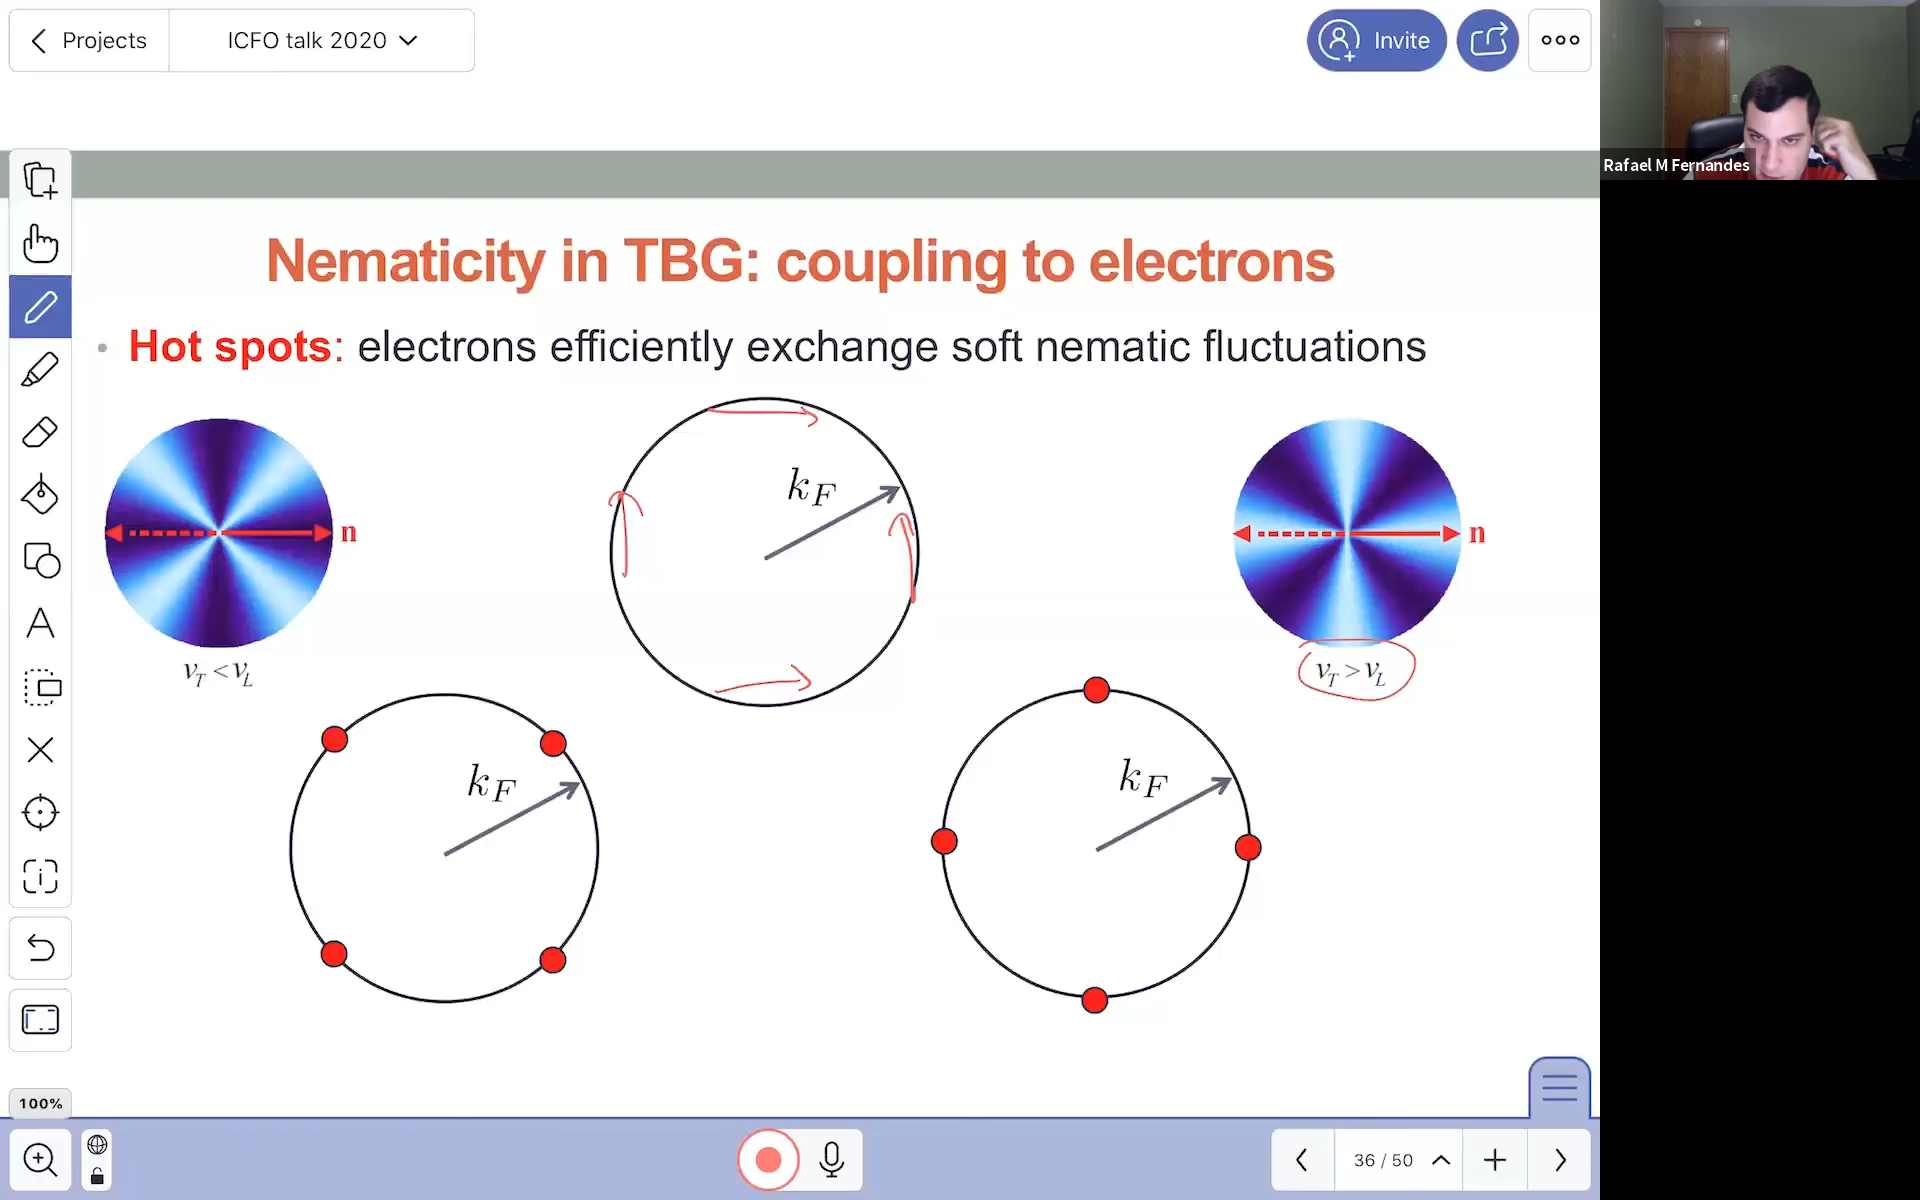 Projects
ICFO talk 2020
Invite
Rafael M Fernandes
Nematicity in TBG: coupling to electrons
• Hot spots: electrons efficiently exchange soft nematic fluctuations
k_F
n
n
v_T < v_L
v_T > v_L
k_F
k_F
100%
36 / 50